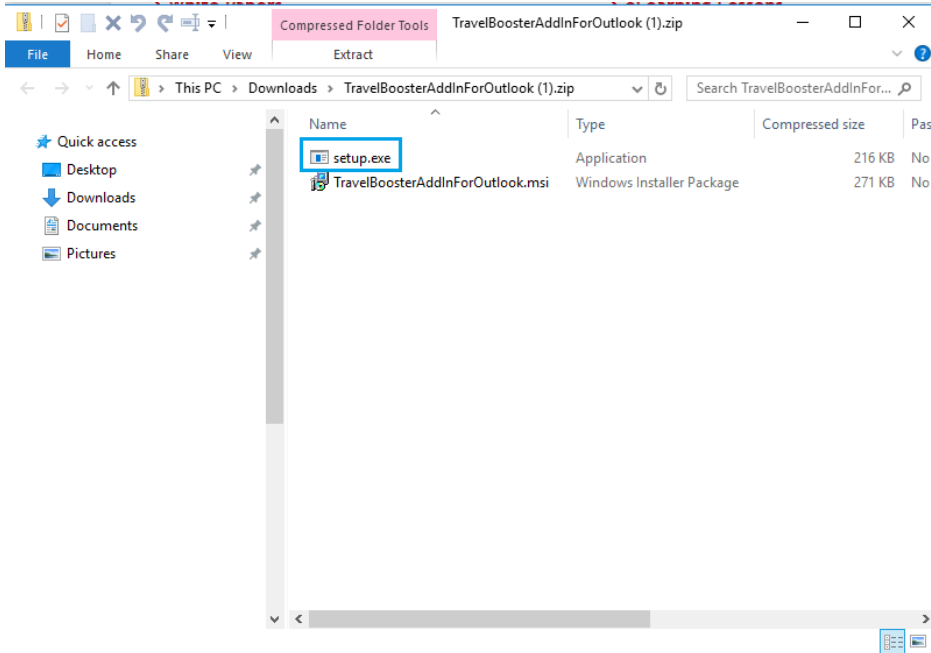 Compressed Folder Tools TravelBoosterAddInForOutlook (1).zip
File Home Share View Extract
This PC > Downloads > TravelBoosterAddInForOutlook (1).zip Search TravelBoosterAddInFor...
Name Type Compressed size Pas
Quick access
Desktop
Downloads
Documents
Pictures
setup.exe Application 216 KB No
TravelBoosterAddInForOutlook.msi Windows Installer Package 271 KB No